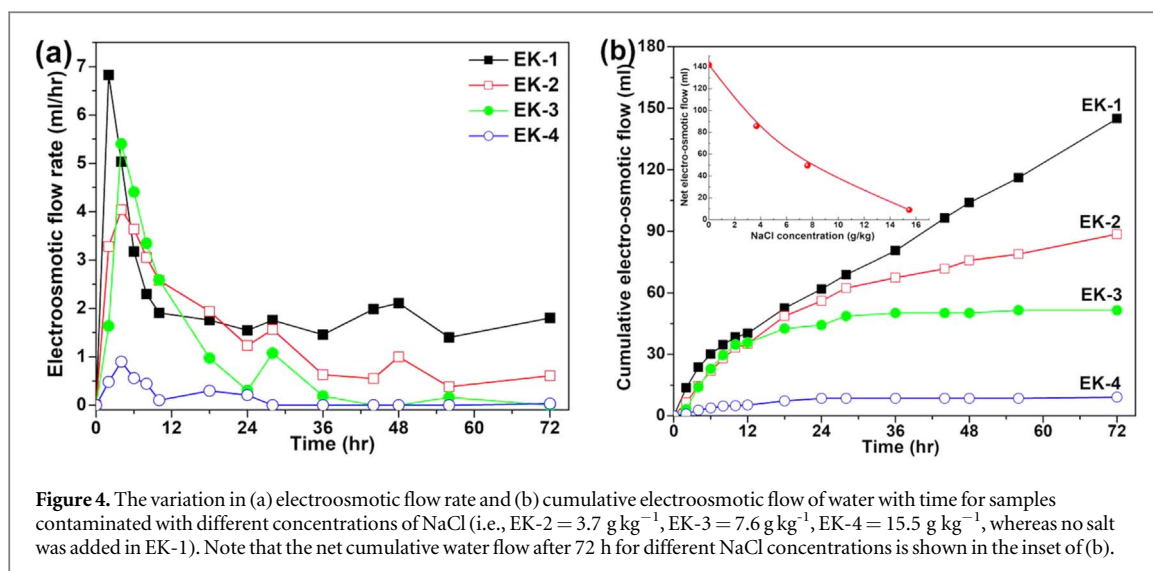 (a)
Electroosmotic flow rate (ml/hr)
7
6
5
4
3
2
1
0
0 12 24 36 48 60 72
Time (hr)
EK-1
EK-2
EK-3
EK-4
(b)
Cumulative electro-osmotic flow (ml)
180
150
120
90
60
30
0
0 12 24 36 48 60 72
Time (hr)
EK-1
EK-2
EK-3
EK-4
Net electro-osmotic flow (ml)
140
120
100
80
60
40
20
0
0 2 4 6 8 10 12 14 16
NaCl concentration (g/kg)
Figure 4. The variation in (a) electroosmotic flow rate and (b) cumulative electroosmotic flow of water with time for samples
contaminated with different concentrations of NaCl (i.e., EK-2 = 3.7 g kg⁻¹, EK-3 = 7.6 g kg⁻¹, EK-4 = 15.5 g kg⁻¹, whereas no salt
was added in EK-1). Note that the net cumulative water flow after 72 h for different NaCl concentrations is shown in the inset of (b).